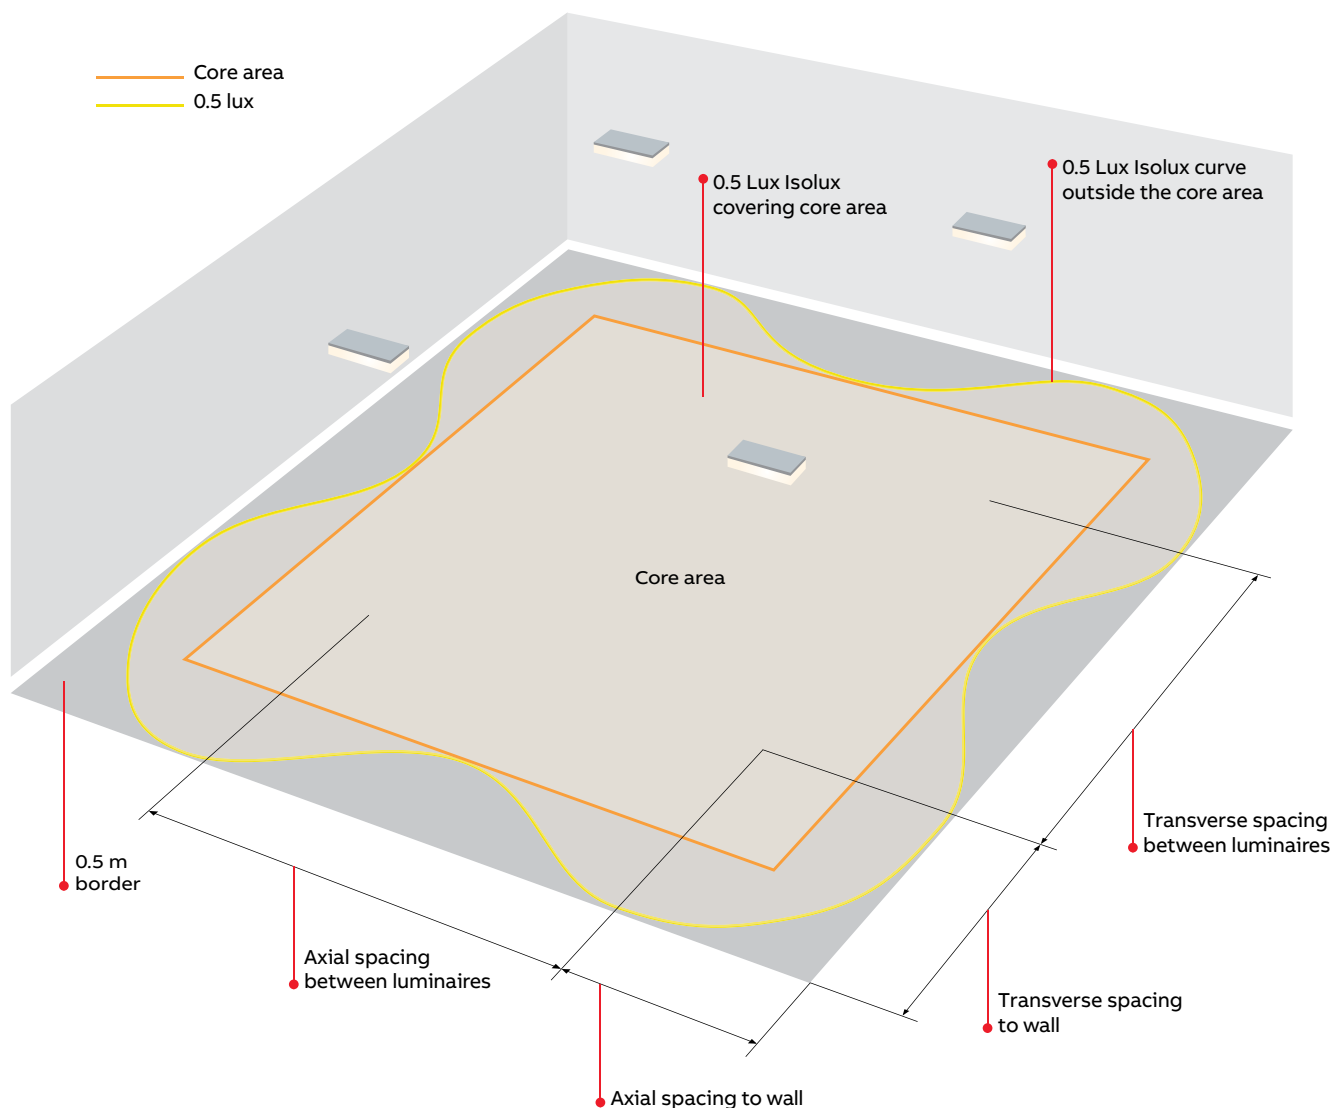 Core area
0.5 lux
0.5 Lux Isolux
covering core area
0.5 Lux Isolux curve
outside the core area
Core area
0.5 m
border
Axial spacing
between luminaires
Axial spacing to wall
Transverse spacing
to wall
Transverse spacing
between luminaires